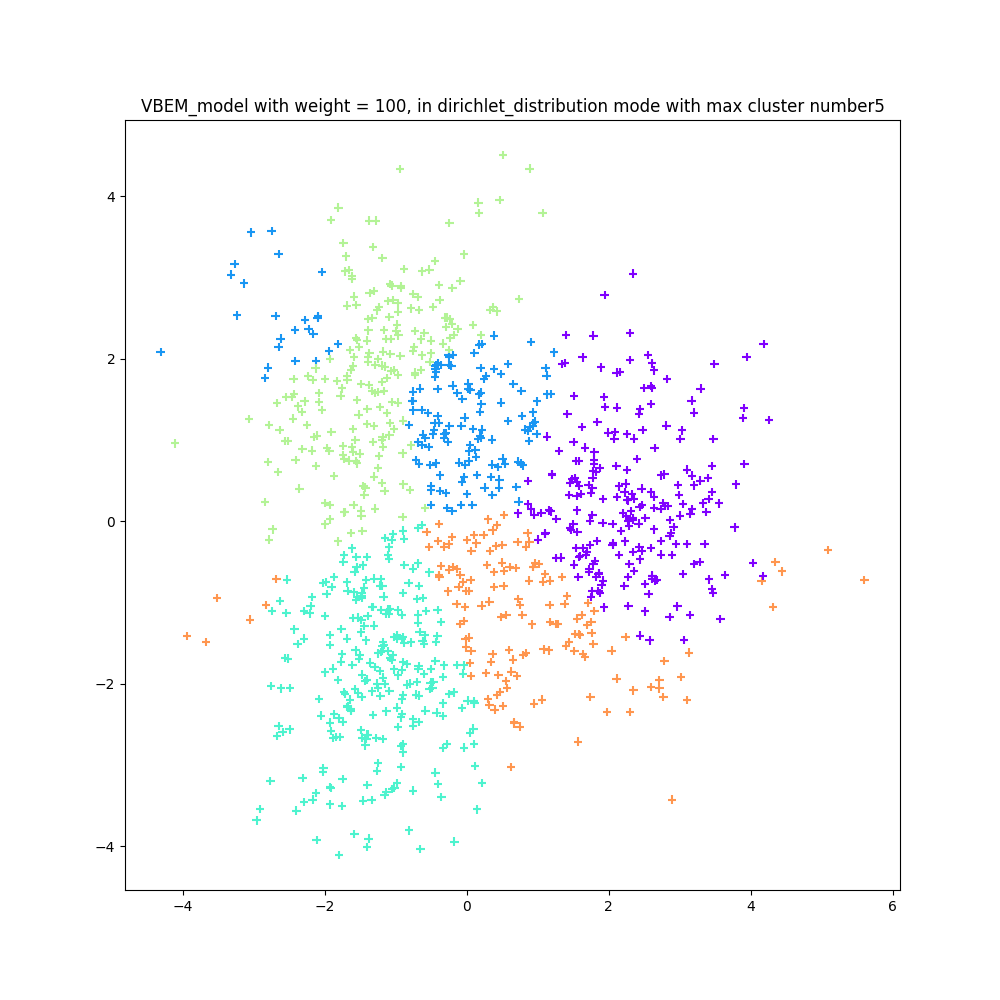 VBEM_model with weight = 100, in dirichlet_distribution mode with max cluster number5
4
2
0
−2
−4
−4 −2 0 2 4 6